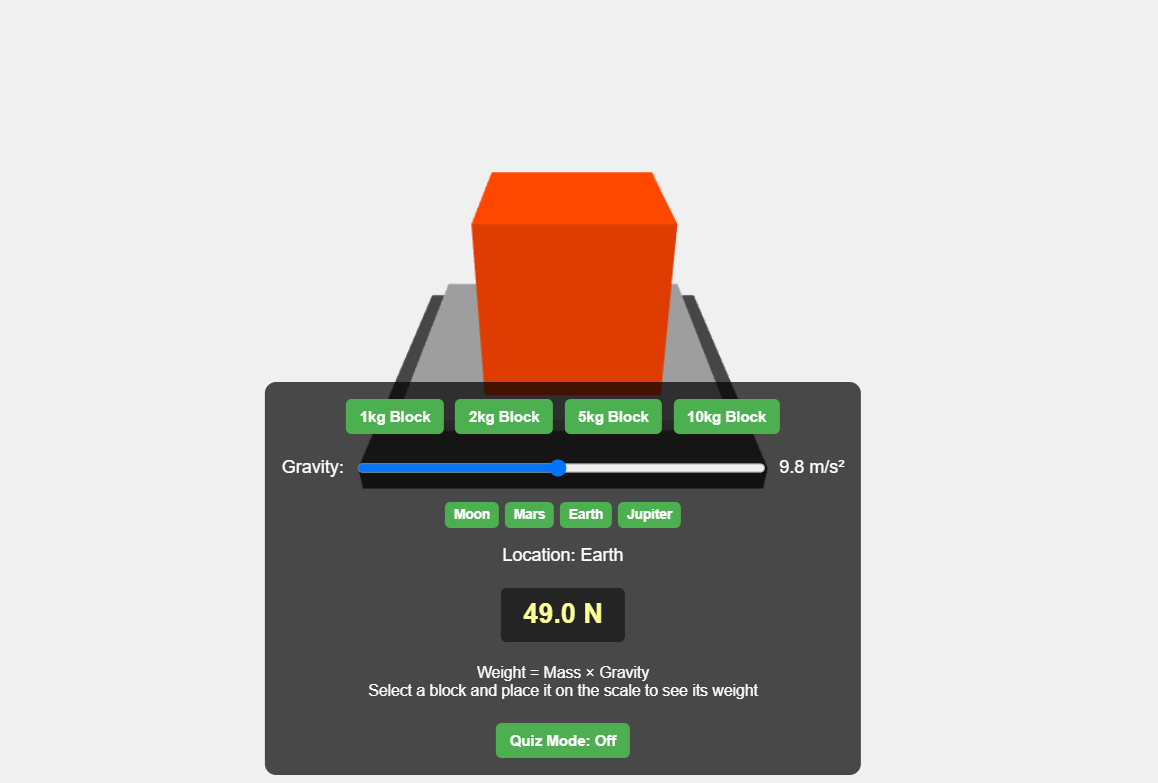 1kg Block 2kg Block 5kg Block 10kg Block
Gravity: 9.8 m/s²
Moon Mars Earth Jupiter
Location: Earth
49.0 N
Weight = Mass × Gravity
Select a block and place it on the scale to see its weight
Quiz Mode: Off